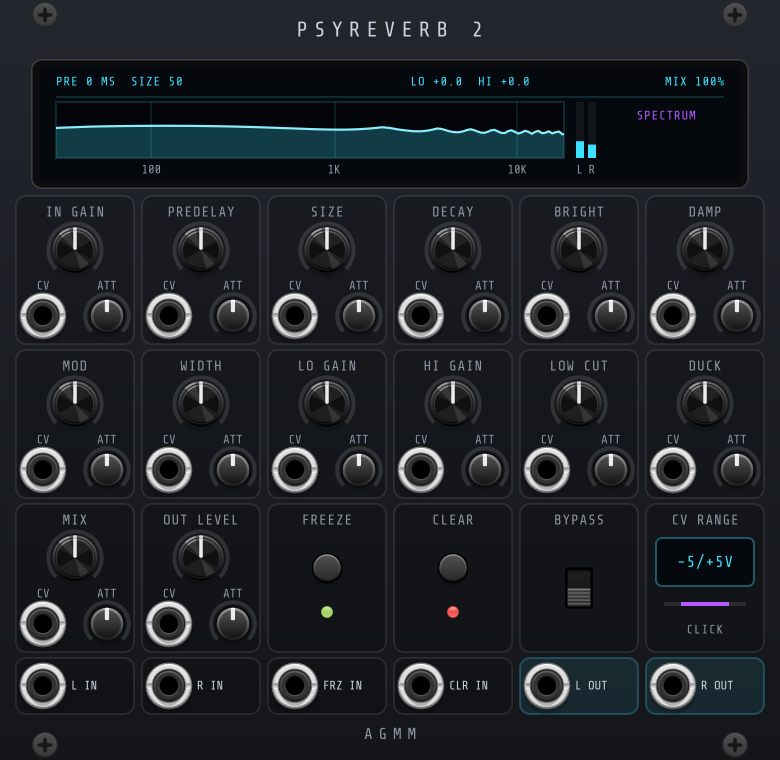 PSYREVERB 2
PRE 0 MS SIZE 50 LO +0.0 HI +0.0 MIX 100%
SPECTRUM
100 1K 10K L R
IN GAIN PREDELAY SIZE DECAY BRIGHT DAMP
CV ATT CV ATT CV ATT CV ATT CV ATT CV ATT
MOD WIDTH LO GAIN HI GAIN LOW CUT DUCK
CV ATT CV ATT CV ATT CV ATT CV ATT CV ATT
MIX OUT LEVEL FREEZE CLEAR BYPASS CV RANGE
-5/+5V
CV ATT CV ATT
CLICK
L IN R IN FRZ IN CLR IN L OUT R OUT
AGMM